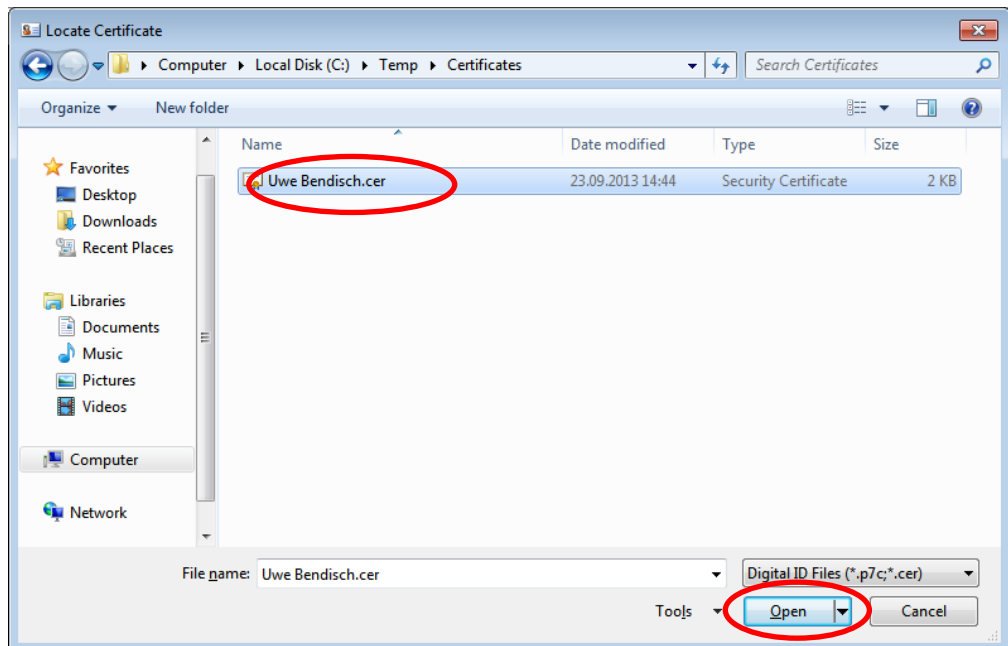 Locate Certificate
Computer Local Disk (C:) Temp Certificates Search Certificates
Organize New folder
Name Date modified Type Size
Uwe Bendisch.cer 23.09.2013 14:44 Security Certificate 2 KB
Favorites
Desktop
Downloads
Recent Places
Libraries
Documents
Music
Pictures
Videos
Computer
Network
File name: Uwe Bendisch.cer Digital ID Files (*.p7c;*.cer)
Tools Open Cancel